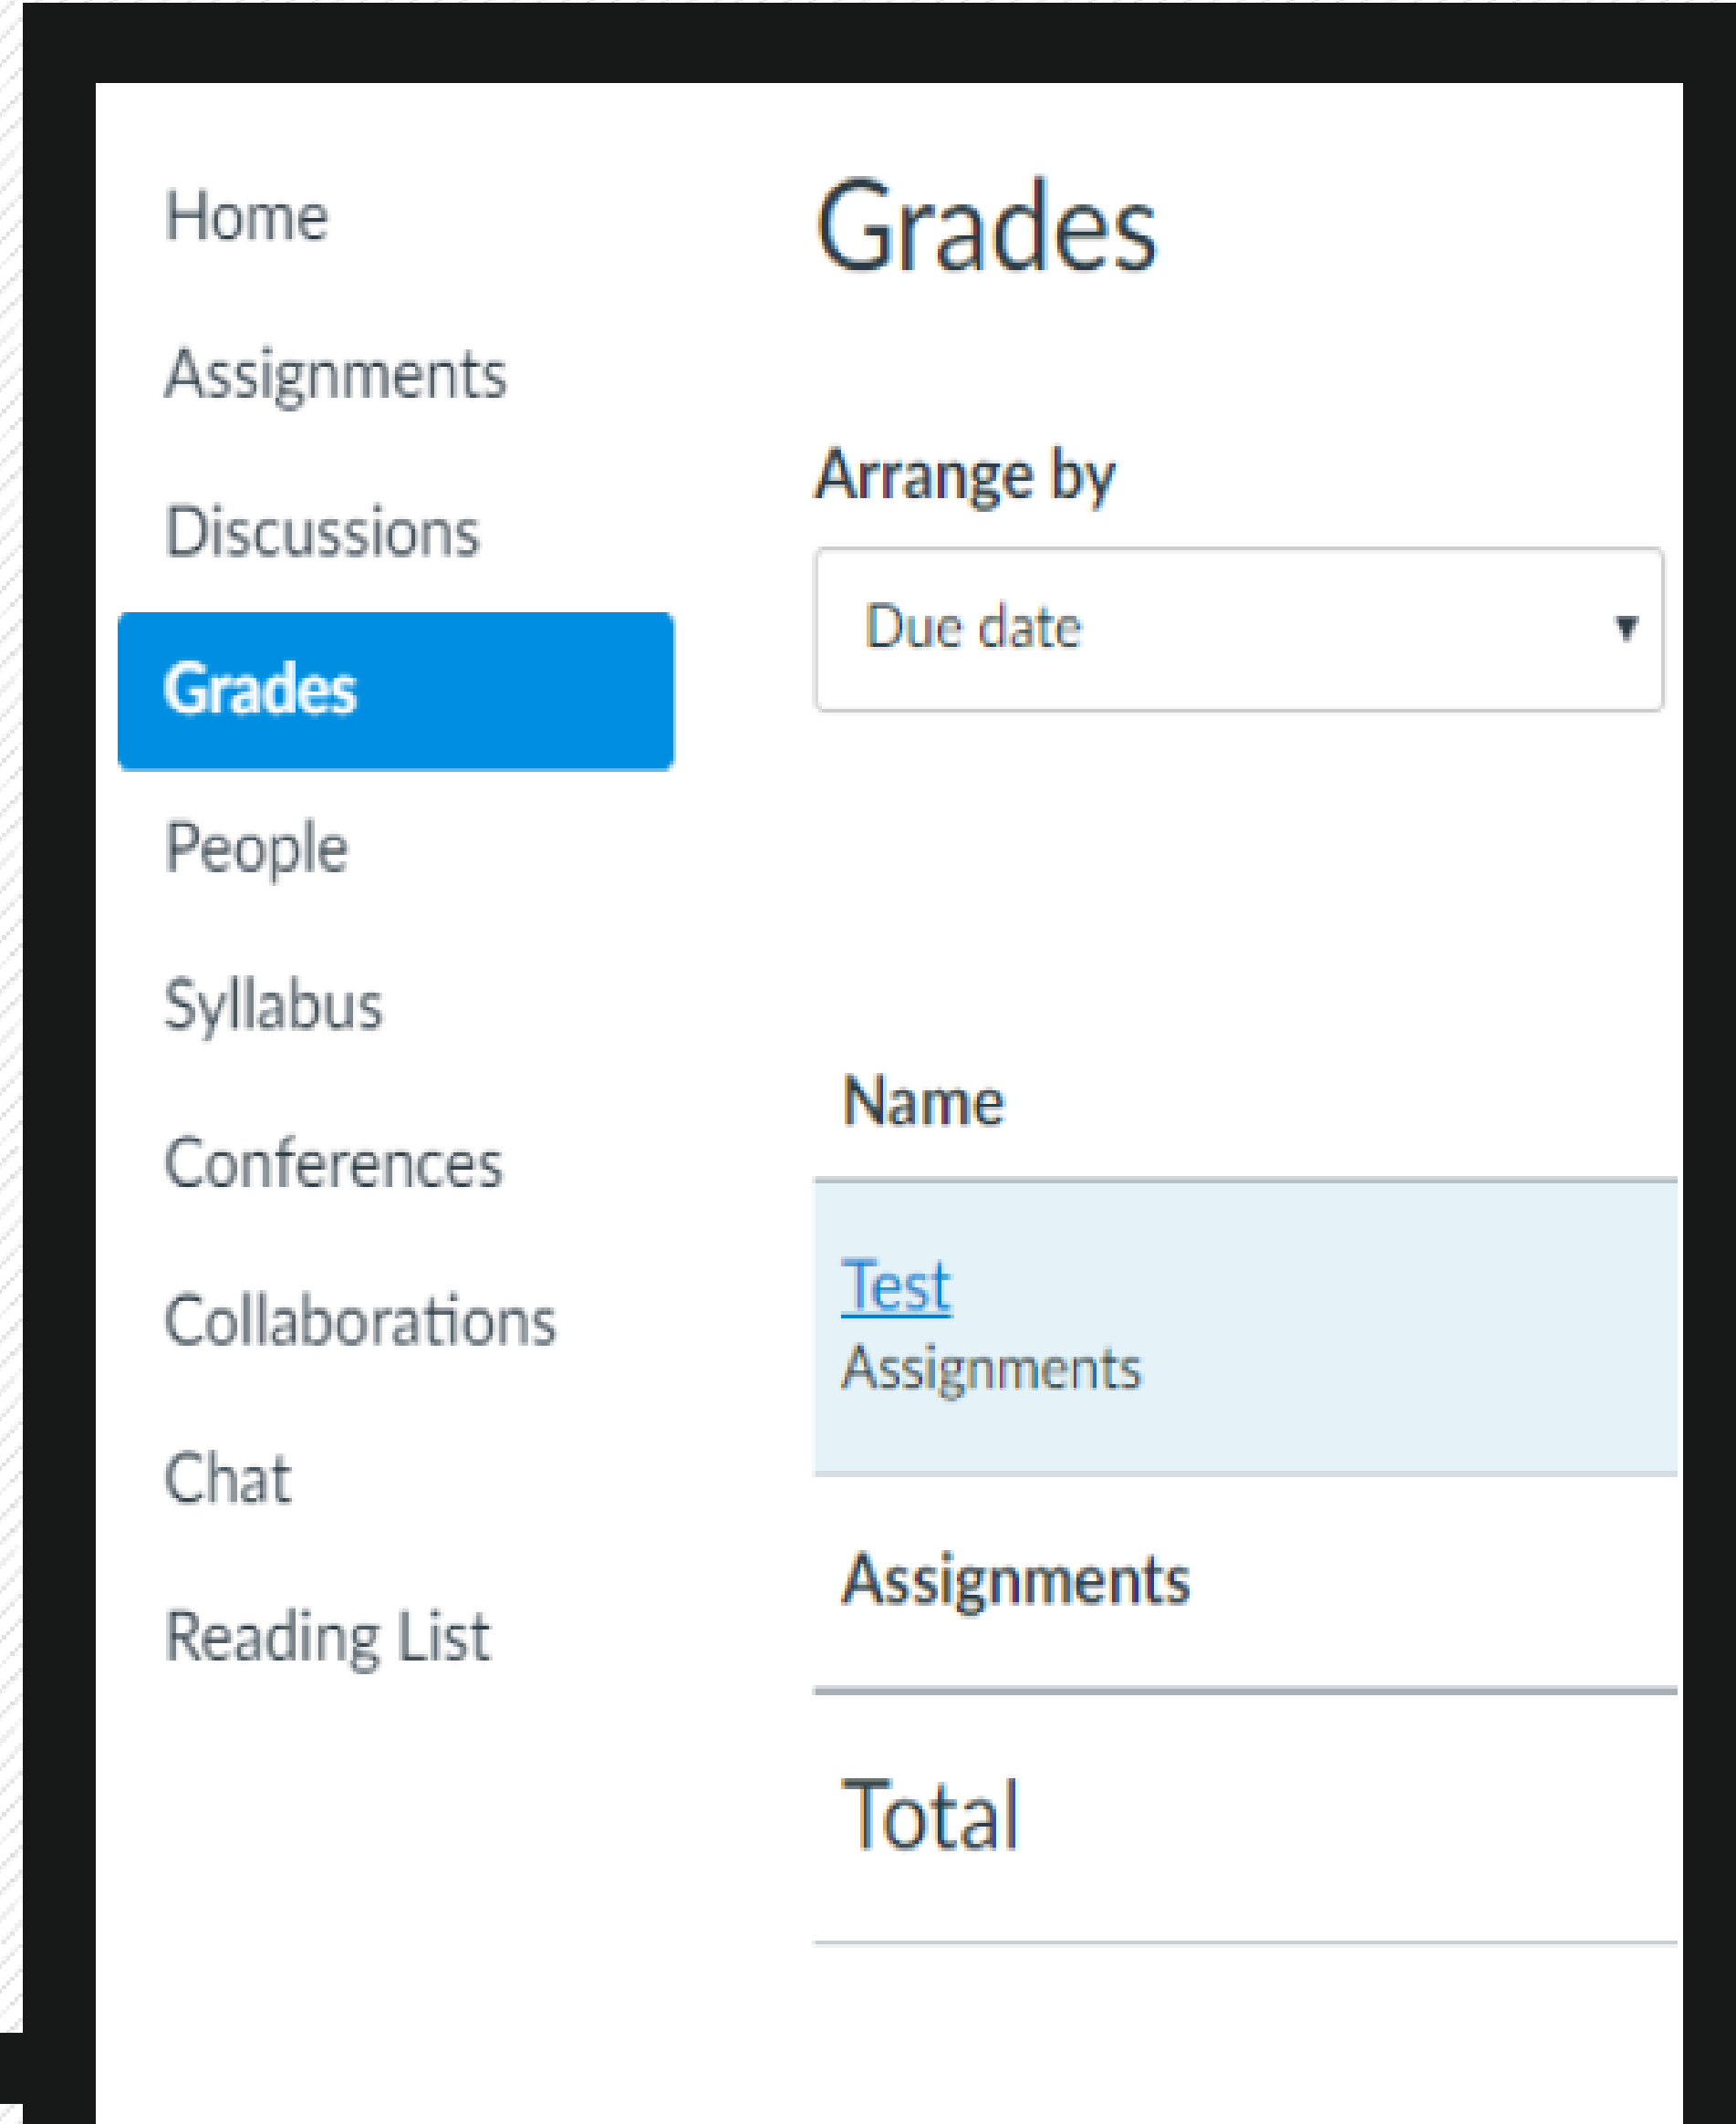 Home
Assignments
Discussions
Grades
People
Syllabus
Conferences
Collaborations
Chat
Reading List
Grades
Arrange by
Due date
Name
Test
Assignments
Assignments
Total